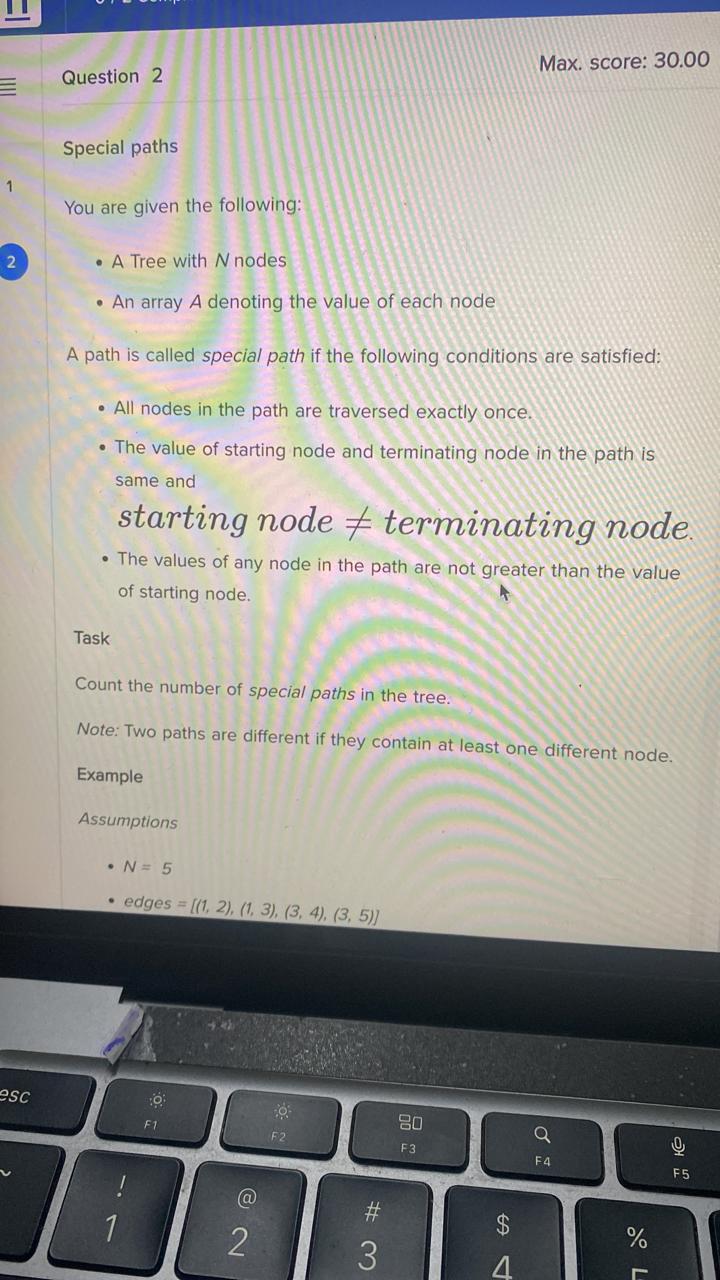 Question 2
Max. score: 30.00
Special paths
1
You are given the following:
2
• A Tree with N nodes
• An array A denoting the value of each node
A path is called special path if the following conditions are satisfied:
• All nodes in the path are traversed exactly once.
• The value of starting node and terminating node in the path is
same and
starting node ≠ terminating node.
• The values of any node in the path are not greater than the value
of starting node.
Task
Count the number of special paths in the tree.
Note: Two paths are different if they contain at least one different node.
Example
Assumptions
• N = 5
• edges = [(1, 2), (1, 3), (3, 4), (3, 5)]
esc
F1
F2
F3
F4
F5
~
! 1
@ 2
# 3
$ 4
%